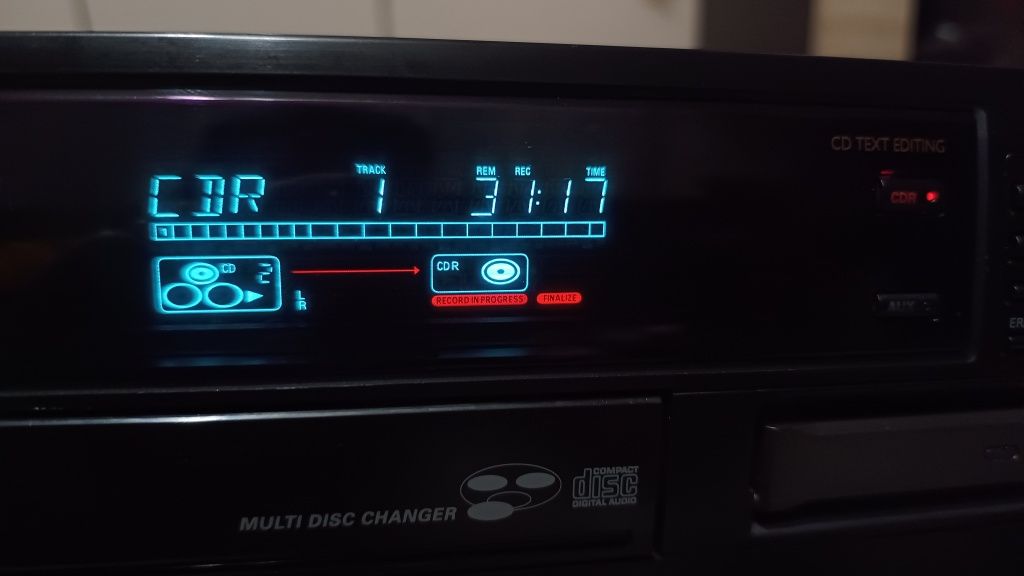 CD TEXT EDITING
TRACK REM REC TIME
CDR 1 31:17
CDR
CD
CDR
L
R
RECORD IN PROGRESS FINALIZE
AUX
ER
MULTI DISC CHANGER
COMPACT
disc
DIGITAL AUDIO